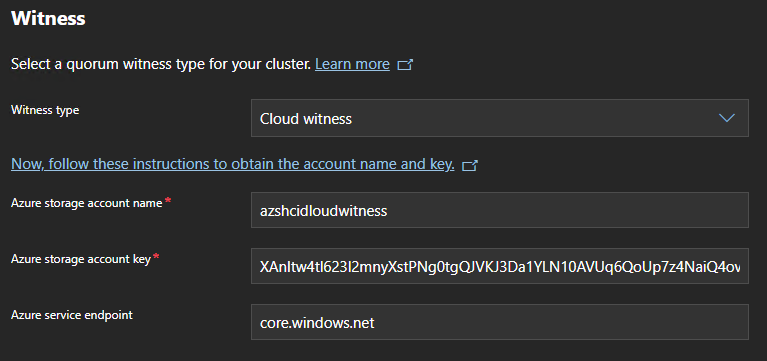 Witness
Select a quorum witness type for your cluster. Learn more
Witness type
Cloud witness
Now, follow these instructions to obtain the account name and key.
Azure storage account name *
azshcidloudwitness
Azure storage account key *
Azure service endpoint
core.windows.net